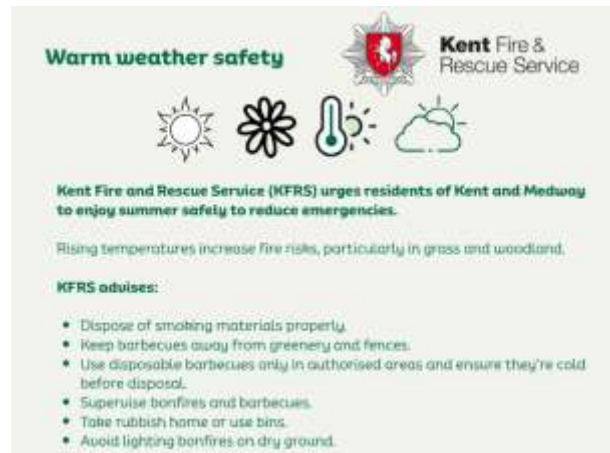 Warm weather safety
Kent Fire &
Rescue Service
Kent Fire and Rescue Service (KFRS) urges residents of Kent and Medway
to enjoy summer safely to reduce emergencies.
Rising temperatures increase fire risks, particularly in grass and woodland.
KFRS advises:
• Dispose of smoking materials properly.
• Keep barbecues away from greenery and fences.
• Use disposable barbecues only in authorised areas and ensure they're cold
before disposal.
• Supervise bonfires and barbecues.
• Take rubbish home or use bins.
• Avoid lighting bonfires on dry ground.